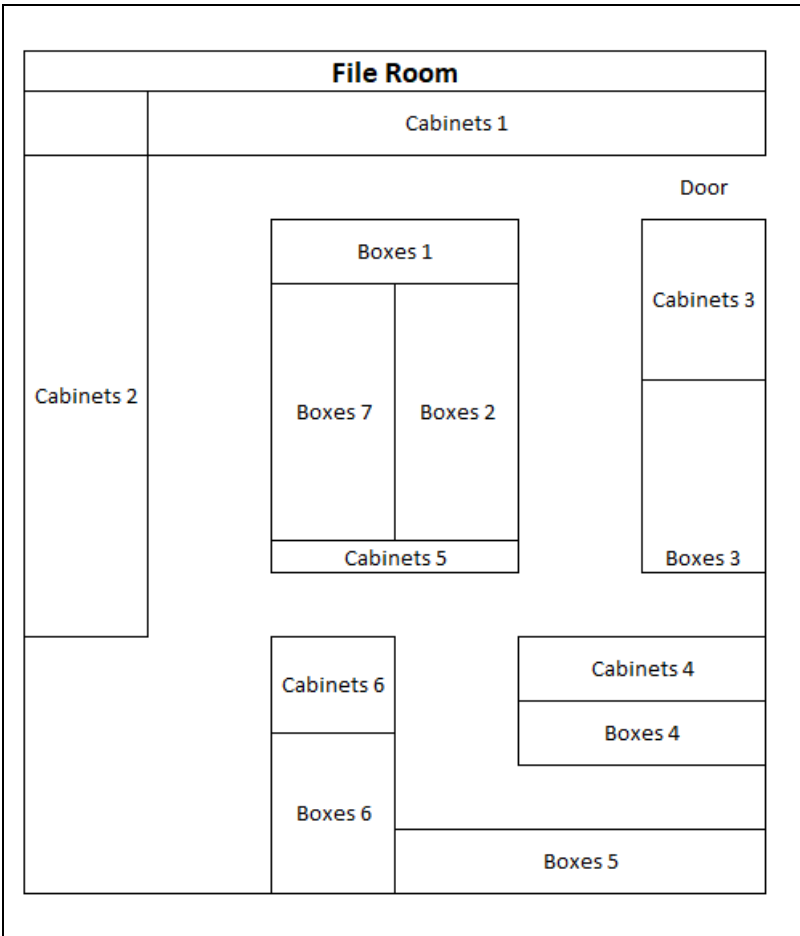 File Room
Cabinets 1
Door
Boxes 1
Cabinets 3
Cabinets 2
Boxes 7
Boxes 2
Cabinets 5
Boxes 3
Cabinets 4
Cabinets 6
Boxes 4
Boxes 6
Boxes 5